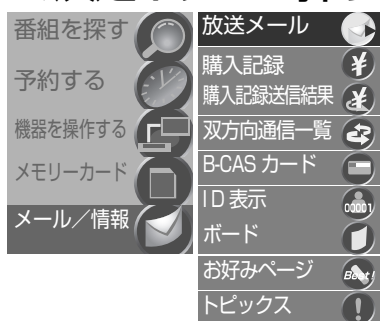 番組を探す
予約する
機器を操作する
メモリーカード
メール／情報
放送メール
購入記録
購入記録送信結果
双方向通信一覧
B-CAS カード
ID 表示
00001
ボード
お好みページ
Best!
トピックス